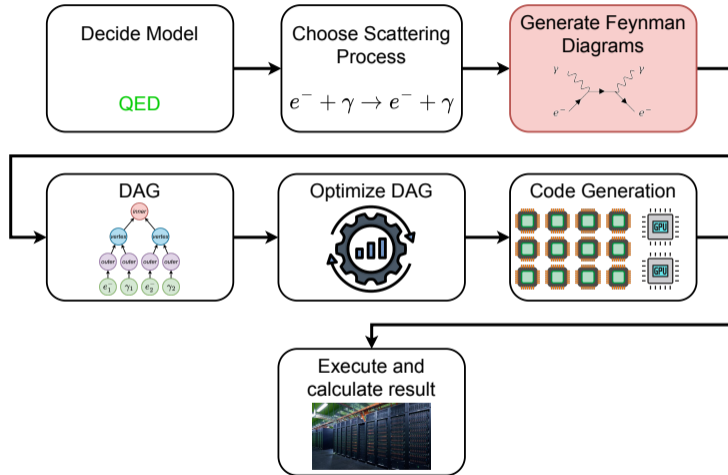 Decide Model
QED
Choose Scattering
Process
e⁻ + γ → e⁻ + γ
Generate Feynman
Diagrams
γ γ
e⁻ e⁻
DAG
inner
vertex vertex
outer outer outer outer
e₁⁻ γ₁ e₂⁻ γ₂
Optimize DAG
Code Generation
GPU
GPU
Execute and
calculate result